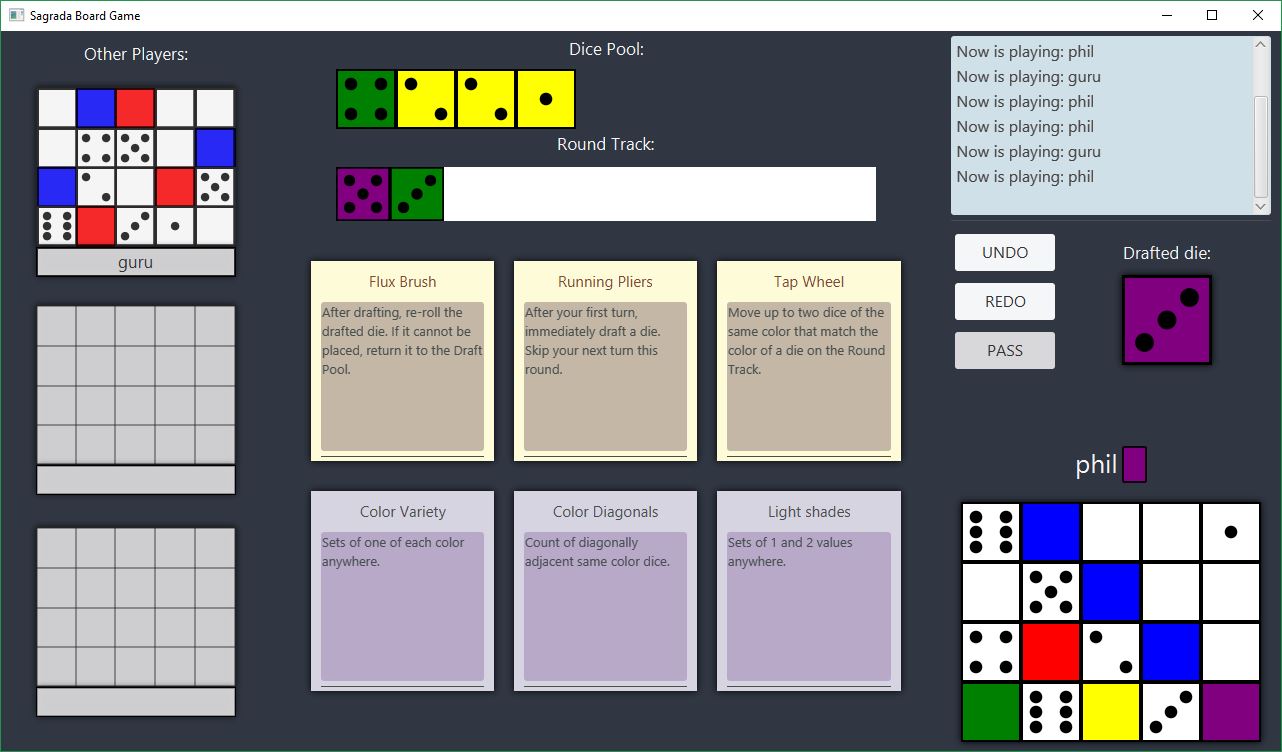 Sagrada Board Game
Other Players:
guru
Dice Pool:
Round Track:
Flux Brush
After drafting, re-roll the
drafted die. If it cannot be
placed, return it to the Draft
Pool.
Running Pliers
After your first turn,
immediately draft a die.
Skip your next turn this
round.
Tap Wheel
Move up to two dice of the
same color that match the
color of a die on the Round
Track.
Color Variety
Sets of one of each color
anywhere.
Color Diagonals
Count of diagonally
adjacent same color dice.
Light shades
Sets of 1 and 2 values
anywhere.
Now is playing: phil
Now is playing: guru
Now is playing: phil
Now is playing: phil
Now is playing: guru
Now is playing: phil
UNDO
REDO
PASS
Drafted die:
phil